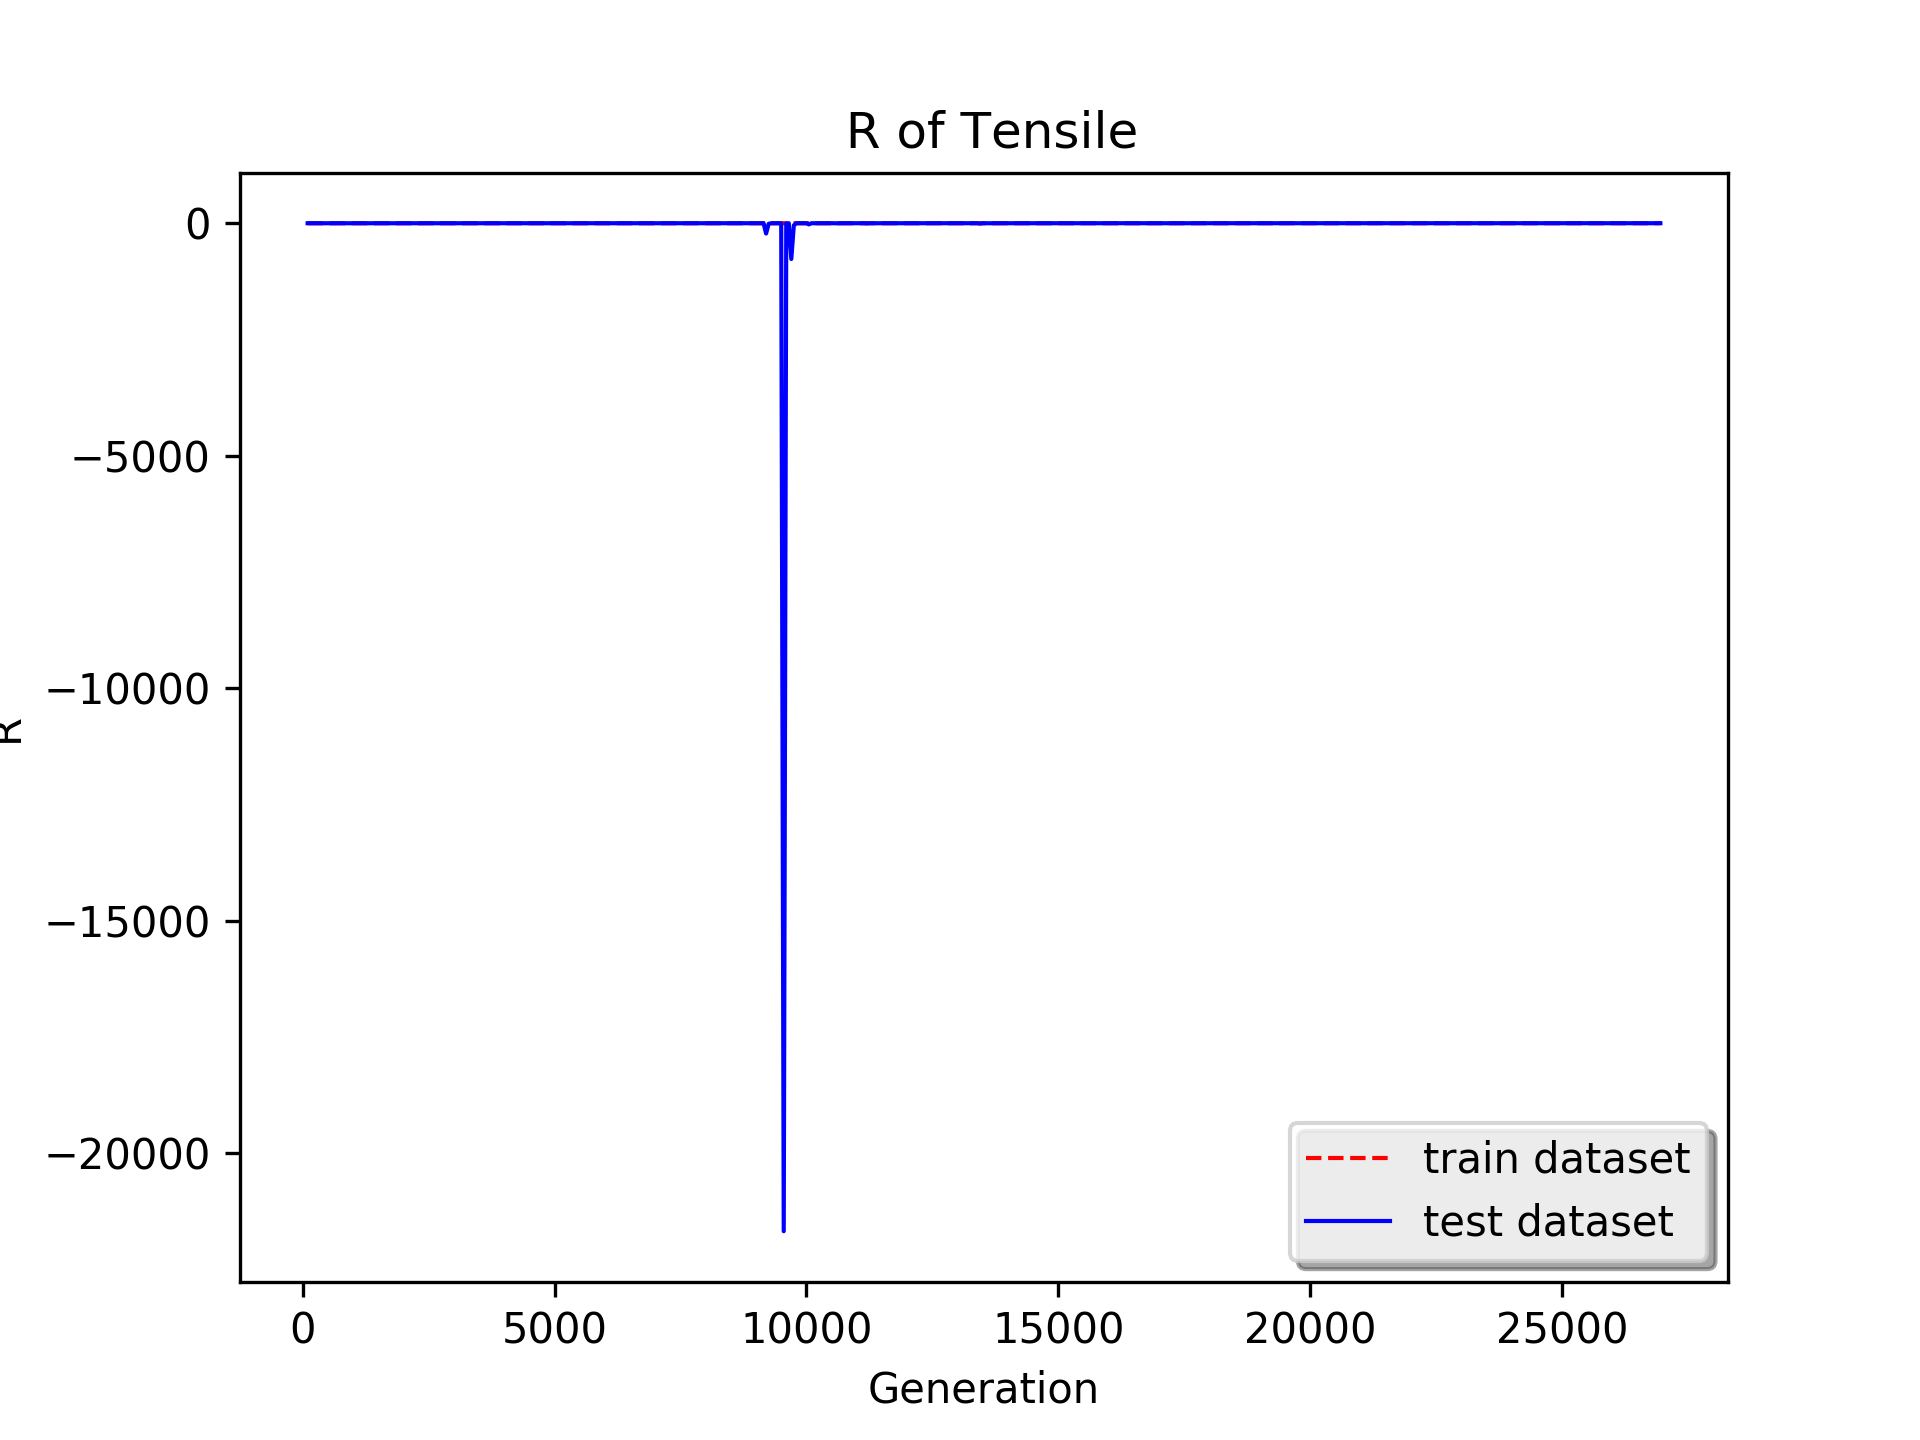 R of Tensile
0
−5000
−10000
R
−15000
−20000
train dataset
test dataset
0 5000 10000 15000 20000 25000
Generation